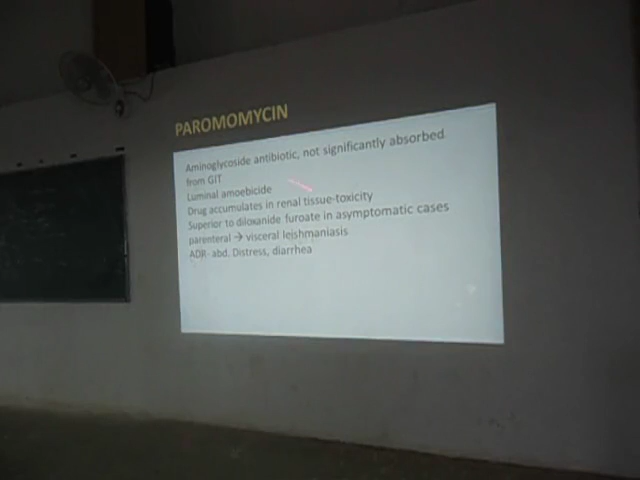 PAROMOMYCIN
Aminoglycoside antibiotic, not significantly absorbed
from GIT
Luminal amoebicide
Drug accumulates in renal tissue-toxicity
Superior to diloxanide furoate in asymptomatic cases
parenteral → visceral leishmaniasis
ADR- abd. Distress, diarrhea